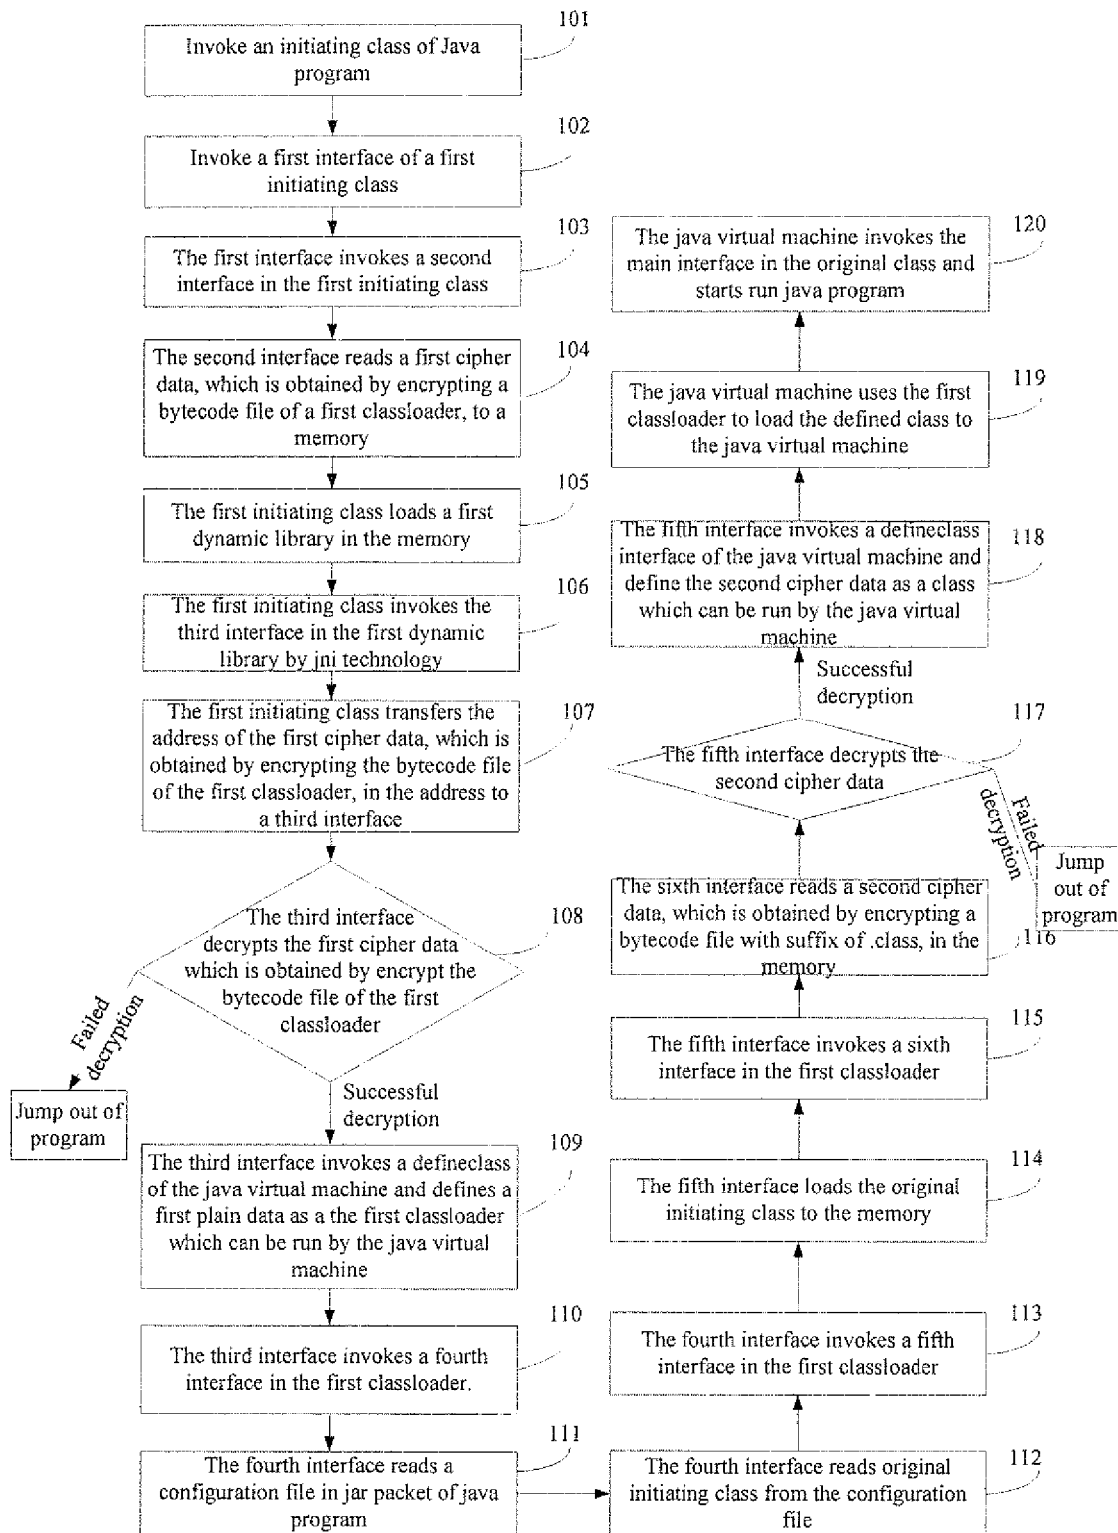 101
Invoke an initiating class of Java
program
102
Invoke a first interface of a first
initiating class
103
The first interface invokes a second
interface in the first initiating class
104
The second interface reads a first cipher
data, which is obtained by encrypting a
bytecode file of a first classloader, to a
memory
105
The first initiating class loads a first
dynamic library in the memory
106
The first initiating class invokes the
third interface in the first dynamic
library by jni technology
107
The first initiating class transfers the
address of the first cipher data, which is
obtained by encrypting the bytecode file
of the first classloader, in the address to
a third interface
108
The third interface
decrypts the first cipher data
which is obtained by encrypt the
bytecode file of the first
classloader
Failed
decryption
Jump out of
program
Successful
decryption
109
The third interface invokes a defineclass
of the java virtual machine and defines a
first plain data as a the first classloader
which can be run by the java virtual
machine
110
The third interface invokes a fourth
interface in the first classloader.
111
The fourth interface reads a
configuration file in jar packet of java
program
112
The fourth interface reads original
initiating class from the configuration
file
113
The fourth interface invokes a fifth
interface in the first classloader
114
The fifth interface loads the original
initiating class to the memory
115
The fifth interface invokes a sixth
interface in the first classloader
116
The sixth interface reads a second cipher
data, which is obtained by encrypting a
bytecode file with suffix of .class, in the
memory
117
The fifth interface decrypts the
second cipher data
Failed
decryption
Jump
out of
program
Successful
decryption
118
The fifth interface invokes a defineclass
interface of the java virtual machine and
define the second cipher data as a class
which can be run by the java virtual
machine
119
The java virtual machine uses the first
classloader to load the defined class to
the java virtual machine
120
The java virtual machine invokes the
main interface in the original class and
starts run java program